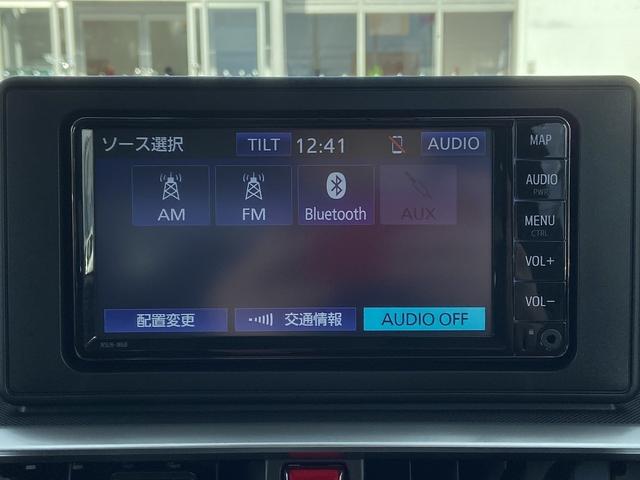 ソース選択 TILT 12:41 AUDIO
AM FM Bluetooth AUX
配置変更 交通情報 AUDIO OFF
MAP
AUDIO
PWR
MENU
CTRL
VOL+
VOL-